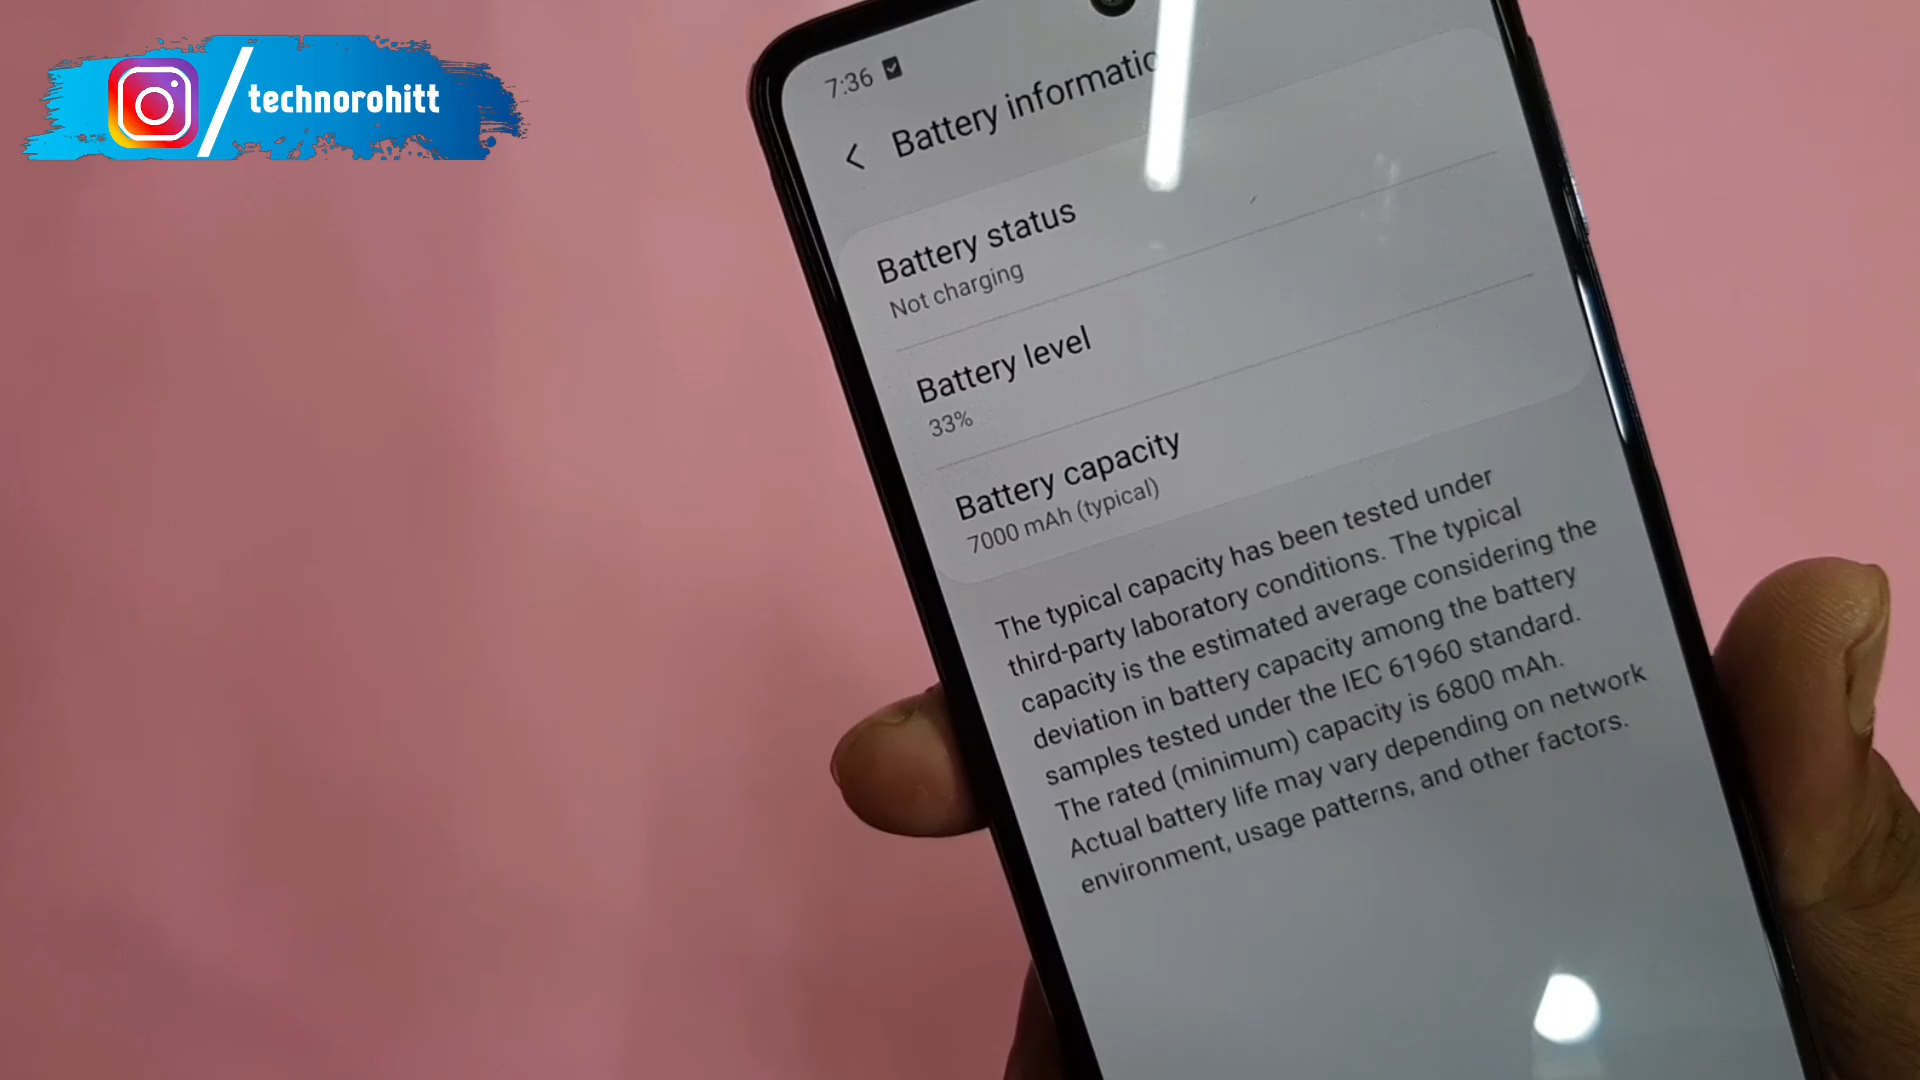 technorohitt
7:36
Battery informatio
Battery status
Not charging
Battery level
33%
Battery capacity
7000 mAh (typical)
The typical capacity has been tested under
third-party laboratory conditions. The typical
capacity is the estimated average considering the
deviation in battery capacity among the battery
samples tested under the IEC 61960 standard.
The rated (minimum) capacity is 6800 mAh.
Actual battery life may vary depending on network
environment, usage patterns, and other factors.